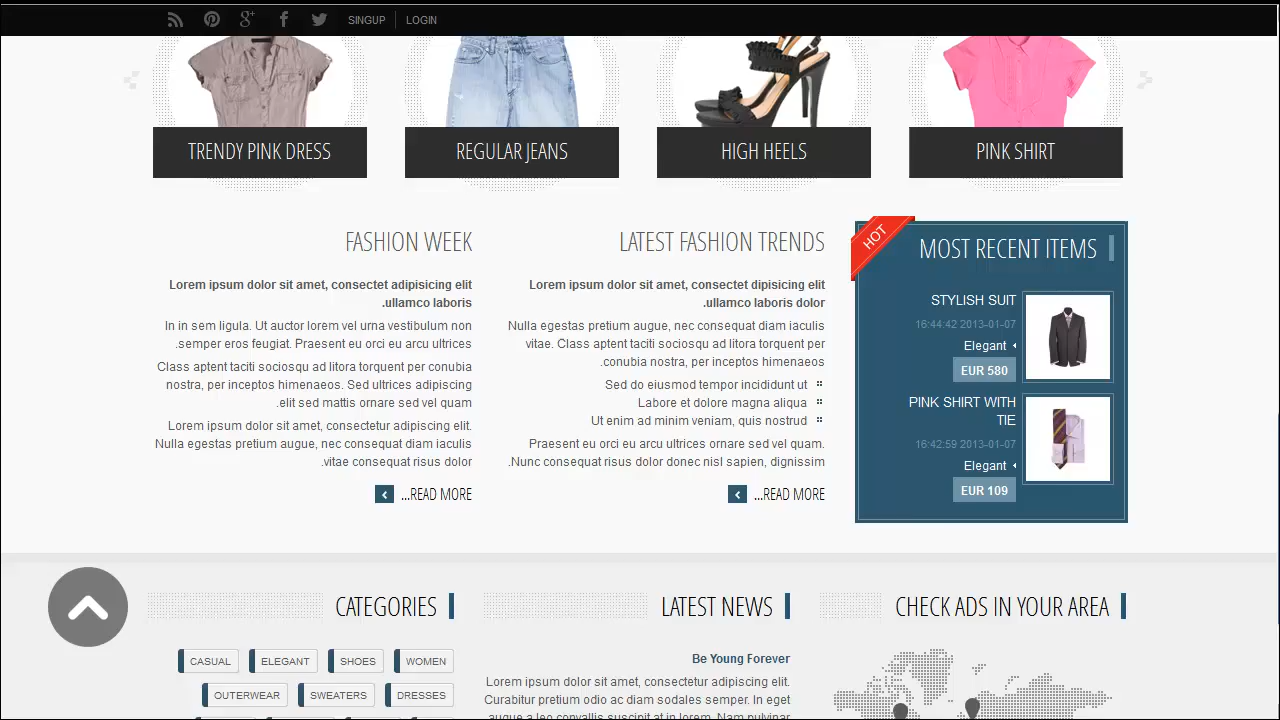 SINGUP
LOGIN
TRENDY PINK DRESS
REGULAR JEANS
HIGH HEELS
PINK SHIRT
FASHION WEEK
Lorem ipsum dolor sit amet, consectet adipisicing elit
.ullamco laboris
In in sem libula. Dolortor lorem vel urna vestibulum non
.semper eros feugiat. Praesent eu orci eu arcu ultrices
Class aptent taciti sociosqu ad litora torquent per conubia
nostra, per inceptos himenaeos. Sed ultrices adipiscing
.elit sed mattis ornare sed vel quam
Lorem ipsum dolor sit amet, consectetur adipiscing elit.
Nulla egestas pretium augue, nec consequat diam iaculis
.vitae consequat risus dolor
...READ MORE
LATEST FASHION TRENDS
Lorem ipsum dolor sit amet, consectet dipisicing elit
.ullamco laboris dolor
Nulla egestas pretium augue, nec consequat diam iaculis
vitae. Class aptent taciti sociosqu ad litora torquent per
.conubia nostra, per inceptos himenaeos
Sed do eiusmod tempor incididunt ut
Labore et dolore magna aliqua
Ut enim ad minim veniam, quis nostrud
Praesent eu orci eu arcu ultrices ornare sed vel quam.
.Nunc consequat risus dolor donec nisl sapien, dignissim
...READ MORE
HOT
MOST RECENT ITEMS
STYLISH SUIT
16:44:42 2013-01-07
Elegant
EUR 580
PINK SHIRT WITH
TIE
16:42:59 2013-01-07
Elegant
EUR 109
CATEGORIES
CASUAL
ELEGANT
SHOES
WOMEN
OUTERWEAR
SWEATERS
DRESSES
LATEST NEWS
Be Young Forever
Lorem ipsum dolor sit amet, consectetur adipiscing elit.
Curabitur pretium odio ac diam sodales semper. In eget
augue a leo convallis suscipit at in lorem. Nam pulvinar
CHECK ADS IN YOUR AREA